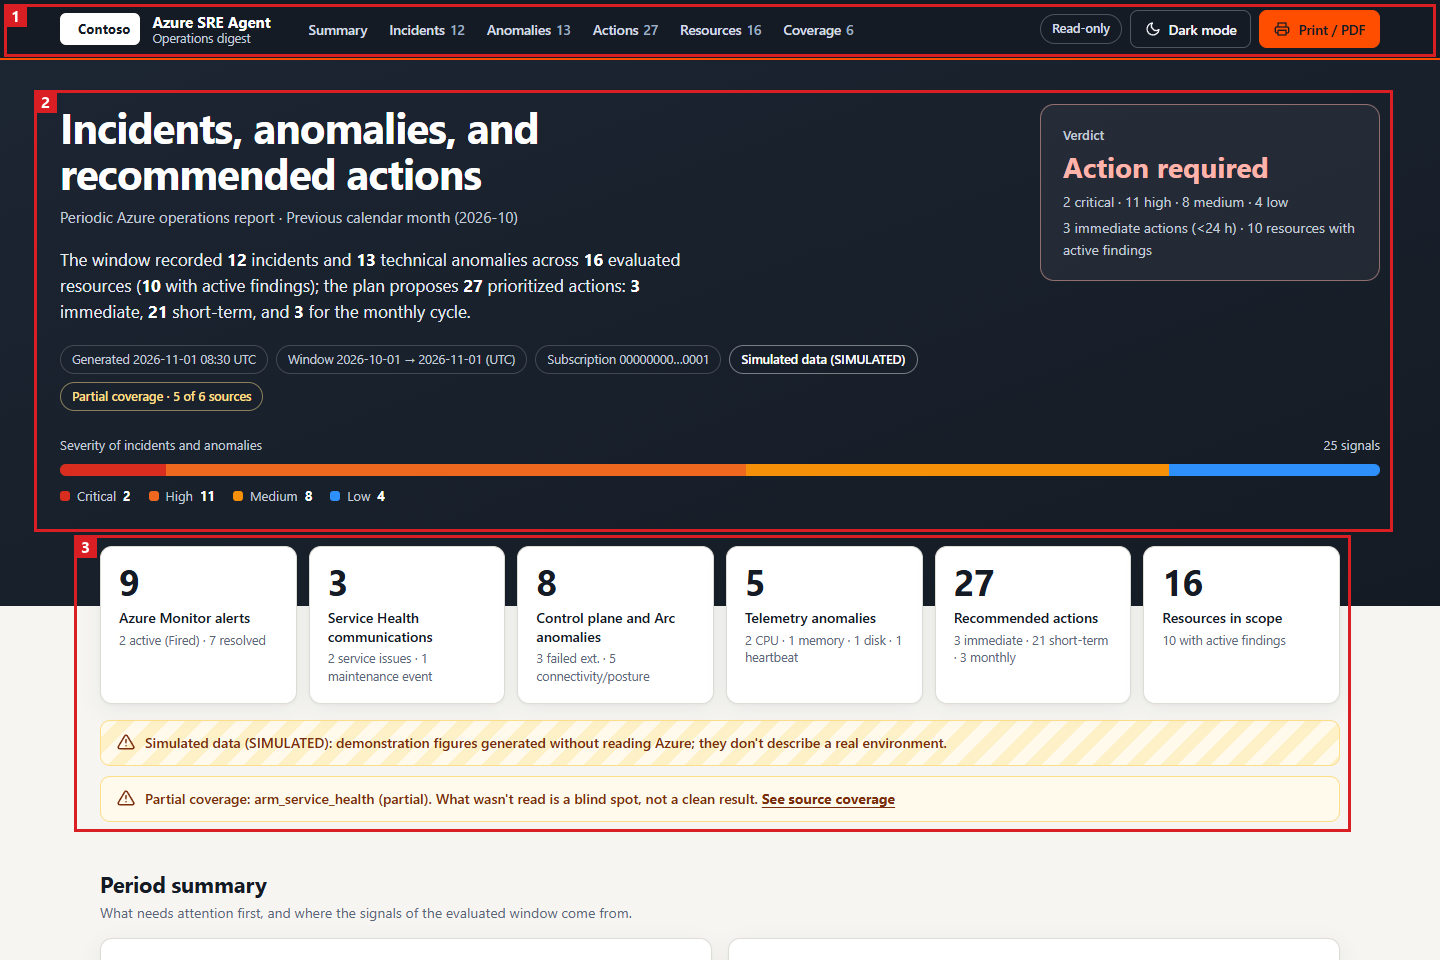 1
Contoso
Azure SRE Agent
Operations digest
Summary
Incidents 12
Anomalies 13
Actions 27
Resources 16
Coverage 6
Read-only
Dark mode
Print / PDF
2
Incidents, anomalies, and
recommended actions
Periodic Azure operations report · Previous calendar month (2026-10)
The window recorded 12 incidents and 13 technical anomalies across 16 evaluated
resources (10 with active findings); the plan proposes 27 prioritized actions: 3
immediate, 21 short-term, and 3 for the monthly cycle.
Verdict
Action required
2 critical · 11 high · 8 medium · 4 low
3 immediate actions (<24 h) · 10 resources with
active findings
Generated 2026-11-01 08:30 UTC
Window 2026-10-01 → 2026-11-01 (UTC)
Subscription 00000000...0001
Simulated data (SIMULATED)
Partial coverage · 5 of 6 sources
Severity of incidents and anomalies
25 signals
Critical 2
High 11
Medium 8
Low 4
3
9
Azure Monitor alerts
2 active (Fired) · 7 resolved
3
Service Health
communications
2 service issues · 1
maintenance event
8
Control plane and Arc
anomalies
3 failed ext. · 5
connectivity/posture
5
Telemetry anomalies
2 CPU · 1 memory · 1 disk · 1
heartbeat
27
Recommended actions
3 immediate · 21 short-term
· 3 monthly
16
Resources in scope
10 with active findings
Simulated data (SIMULATED): demonstration figures generated without reading Azure; they don't describe a real environment.
Partial coverage: arm_service_health (partial). What wasn't read is a blind spot, not a clean result. See source coverage
Period summary
What needs attention first, and where the signals of the evaluated window come from.